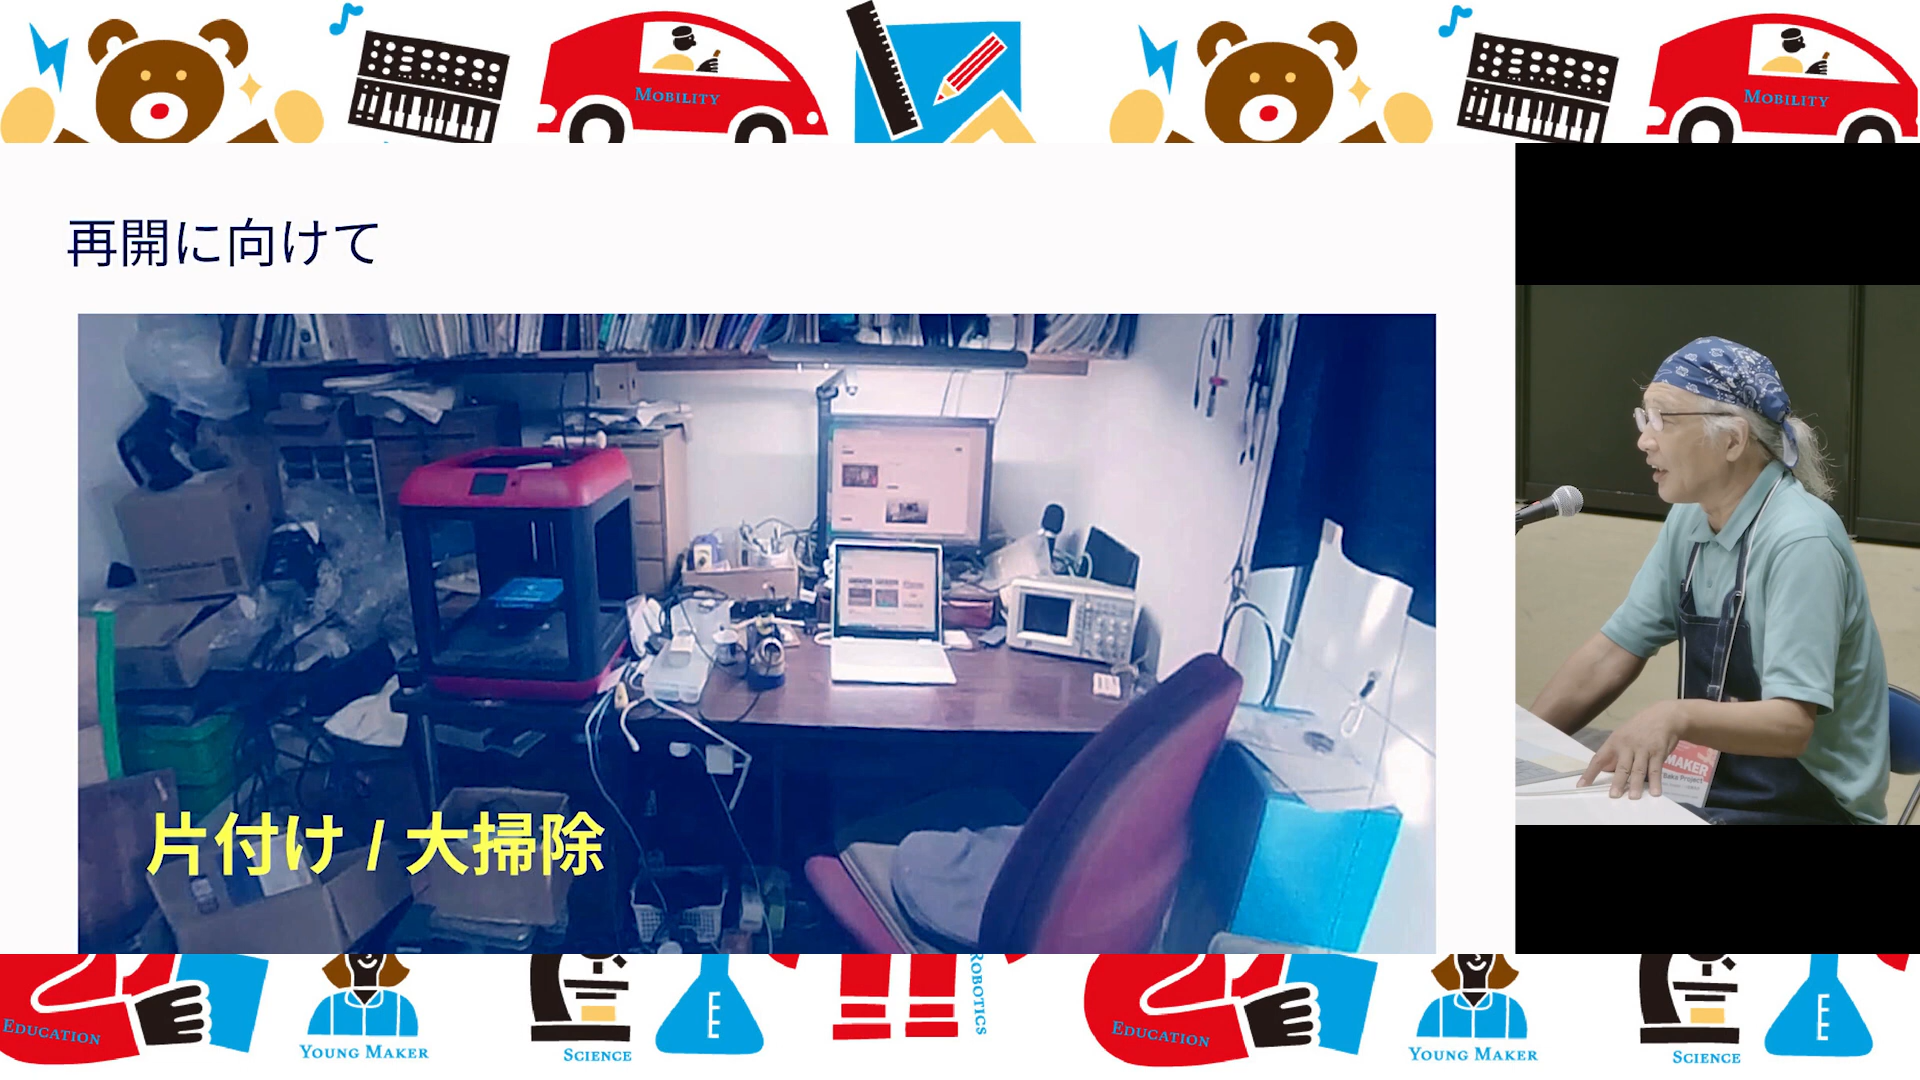 MOBILITY
MOBILITY
再開に向けて
片付け / 大掃除
MAKER
EDUCATION
YOUNG MAKER
SCIENCE
E
ROBOTICS
EDUCATION
YOUNG MAKER
SCIENCE
E